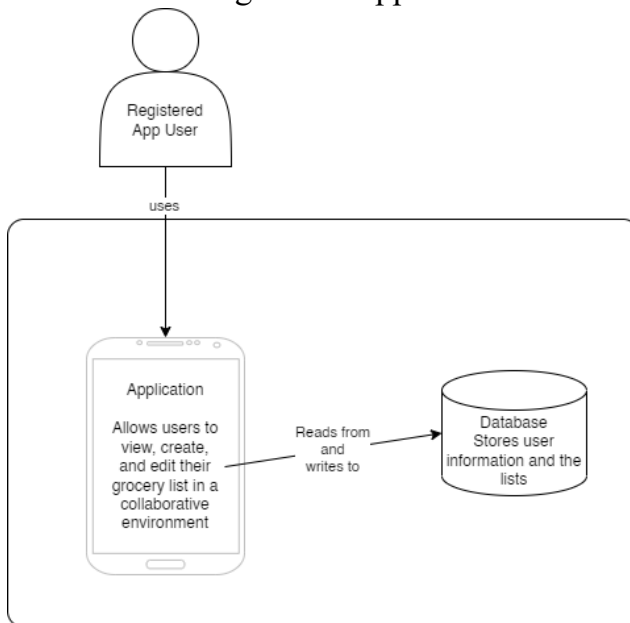 Registered
App User
uses
Application
Allows users to
view, create,
and edit their
grocery list in a
collaborative
environment
Reads from
and
writes to
Database
Stores user
information and the
lists